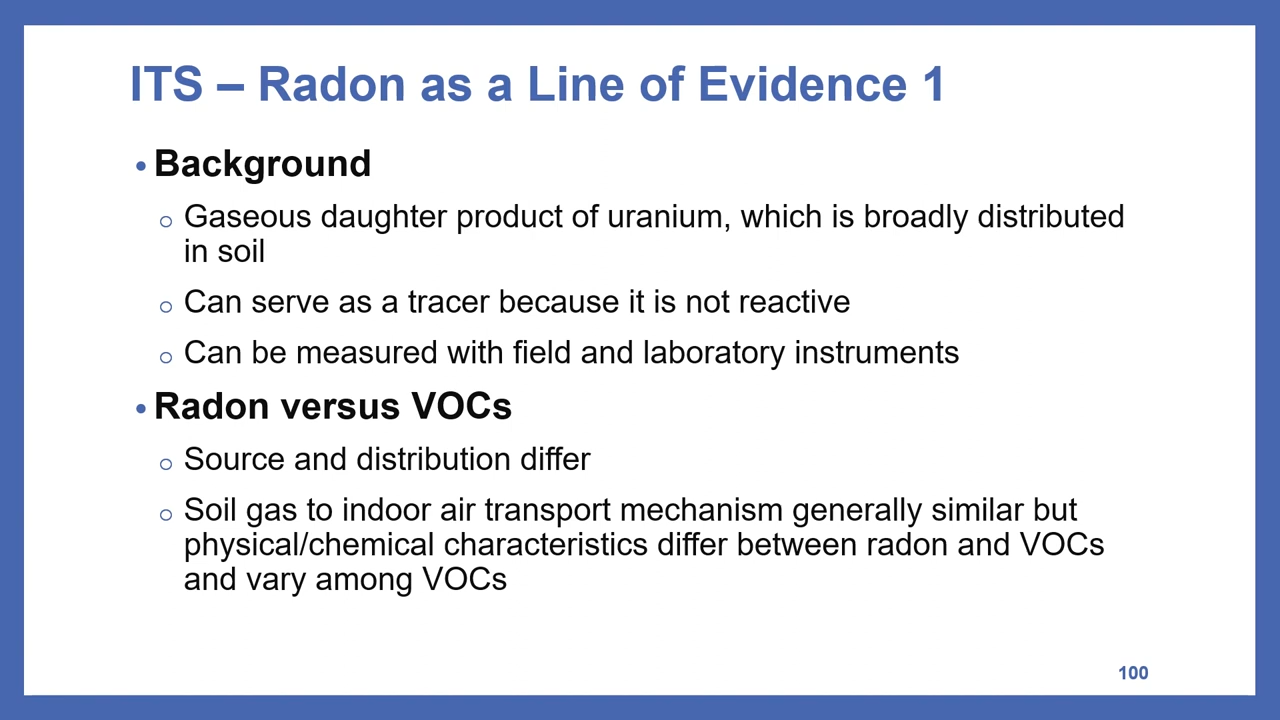 ITS – Radon as a Line of Evidence 1
• Background
o Gaseous daughter product of uranium, which is broadly distributed
in soil
o Can serve as a tracer because it is not reactive
o Can be measured with field and laboratory instruments
• Radon versus VOCs
o Source and distribution differ
o Soil gas to indoor air transport mechanism generally similar but
physical/chemical characteristics differ between radon and VOCs
and vary among VOCs
100